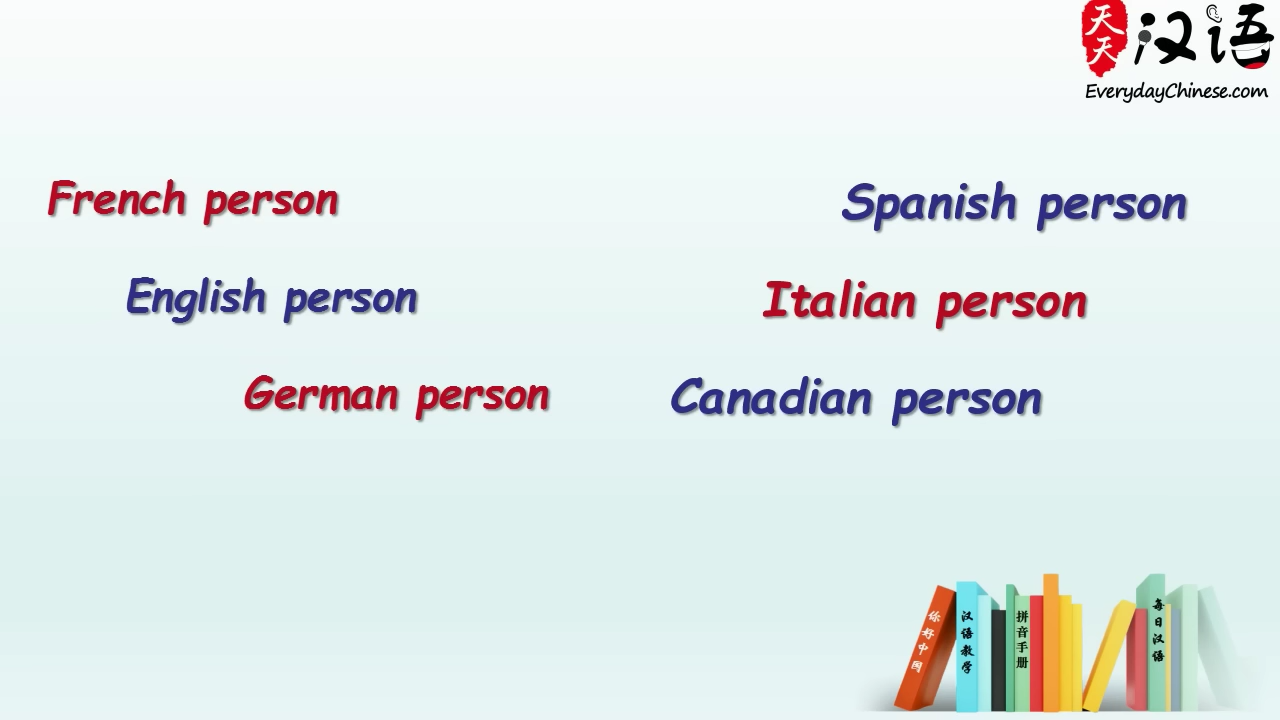 天天汉语
EverydayChinese.com
French person
Spanish person
English person
Italian person
German person
Canadian person
你好中国
汉语教学
拼音手册
每日汉语